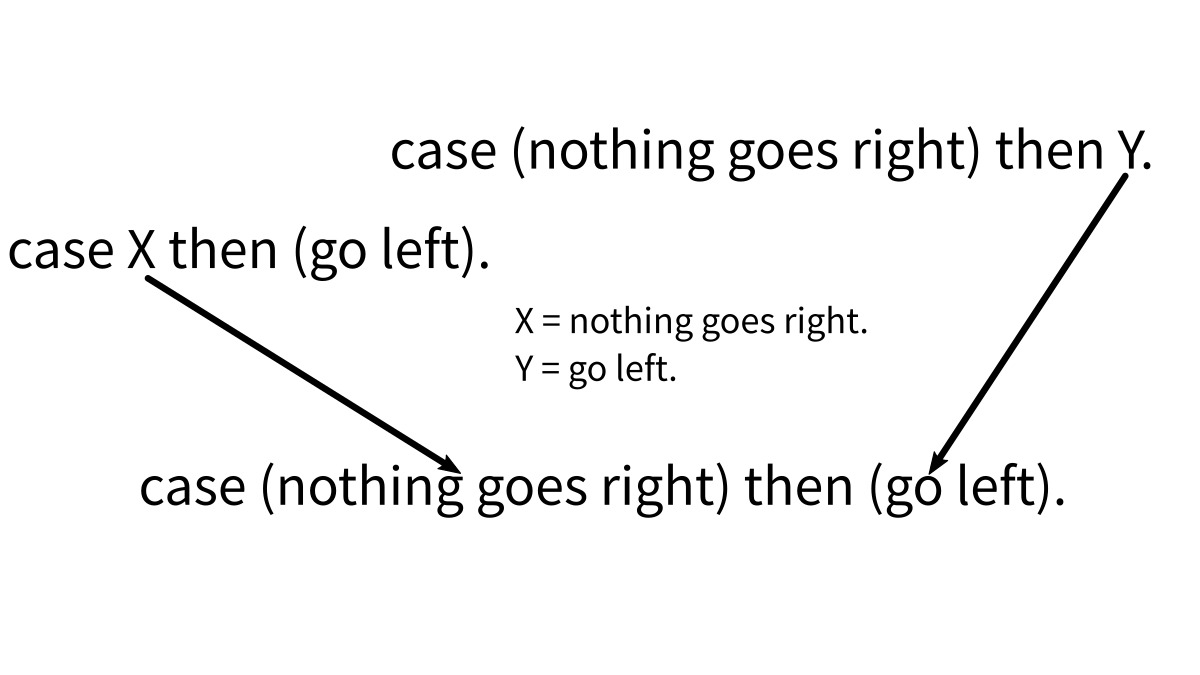 case (nothing goes right) then Y.
case X then (go left).
X = nothing goes right.
Y = go left.
case (nothing goes right) then (go left).